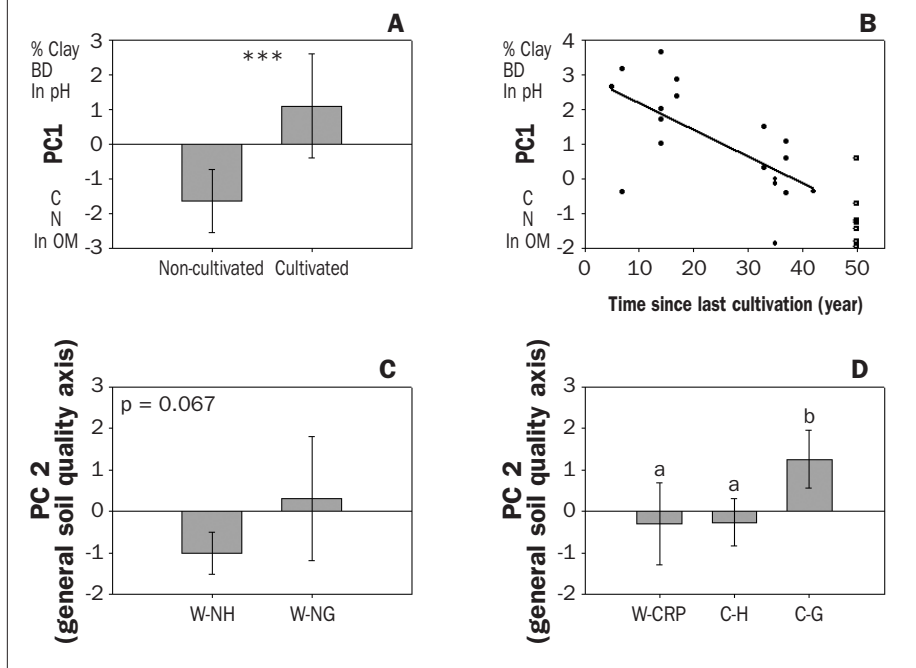 A
% Clay
BD
ln pH
PC1
C
N
ln OM
3
2
1
0
-1
-2
-3
***
Non-cultivated Cultivated
B
% Clay
BD
ln pH
PC1
C
N
ln OM
4
3
2
1
0
-1
-2
0 10 20 30 40 50
Time since last cultivation (year)
C
PC 2
(general soil quality axis)
3
2
1
0
-1
-2
p = 0.067
W-NH W-NG
D
PC 2
(general soil quality axis)
3
2
1
0
-1
-2
a a b
W-CRP C-H C-G